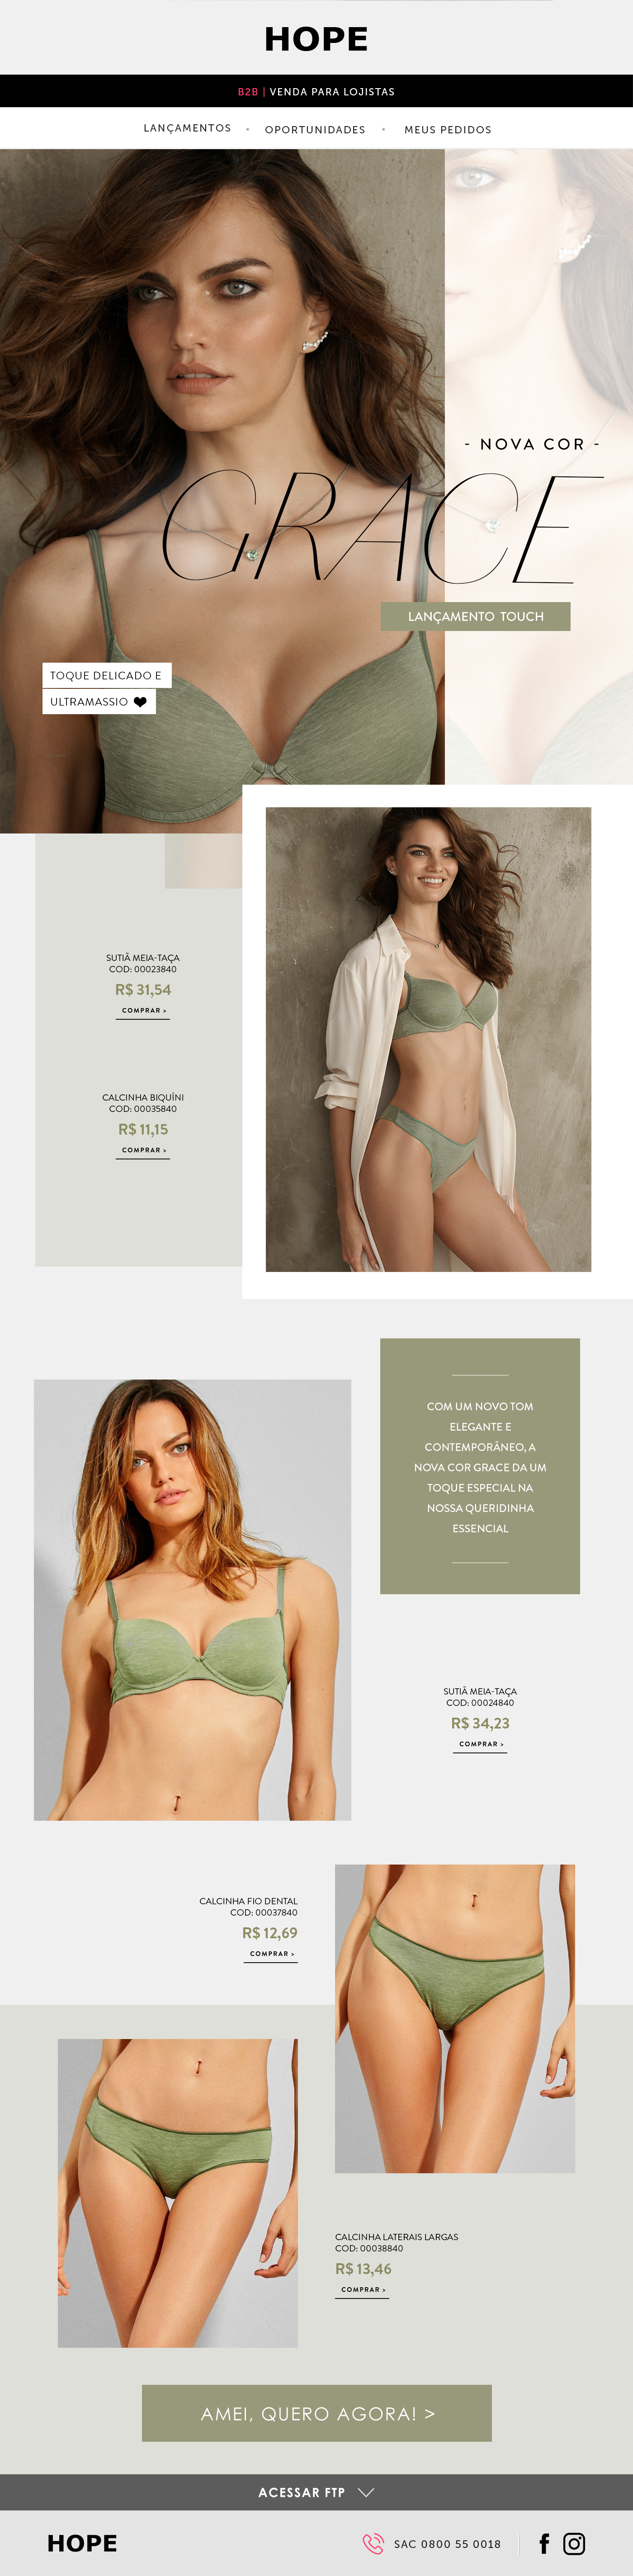 HOPE
B2B | VENDA PARA LOJISTAS
LANÇAMENTOS • OPORTUNIDADES • MEUS PEDIDOS
- NOVA COR -
GRACE
LANÇAMENTO TOUCH
TOQUE DELICADO E
ULTRAMASSIO ♥
SUTIÃ MEIA-TAÇA
COD: 00023840
R$ 31,54
COMPRAR >
CALCINHA BIQUÍNI
COD: 00035840
R$ 11,15
COMPRAR >
COM UM NOVO TOM
ELEGANTE E
CONTEMPORÂNEO, A
NOVA COR GRACE DA UM
TOQUE ESPECIAL NA
NOSSA QUERIDINHA
ESSENCIAL
SUTIÃ MEIA-TAÇA
COD: 00024840
R$ 34,23
COMPRAR >
CALCINHA FIO DENTAL
COD: 00037840
R$ 12,69
COMPRAR >
CALCINHA LATERAIS LARGAS
COD: 00038840
R$ 13,46
COMPRAR >
AMEI, QUERO AGORA! >
ACESSAR FTP
HOPE
SAC 0800 55 0018